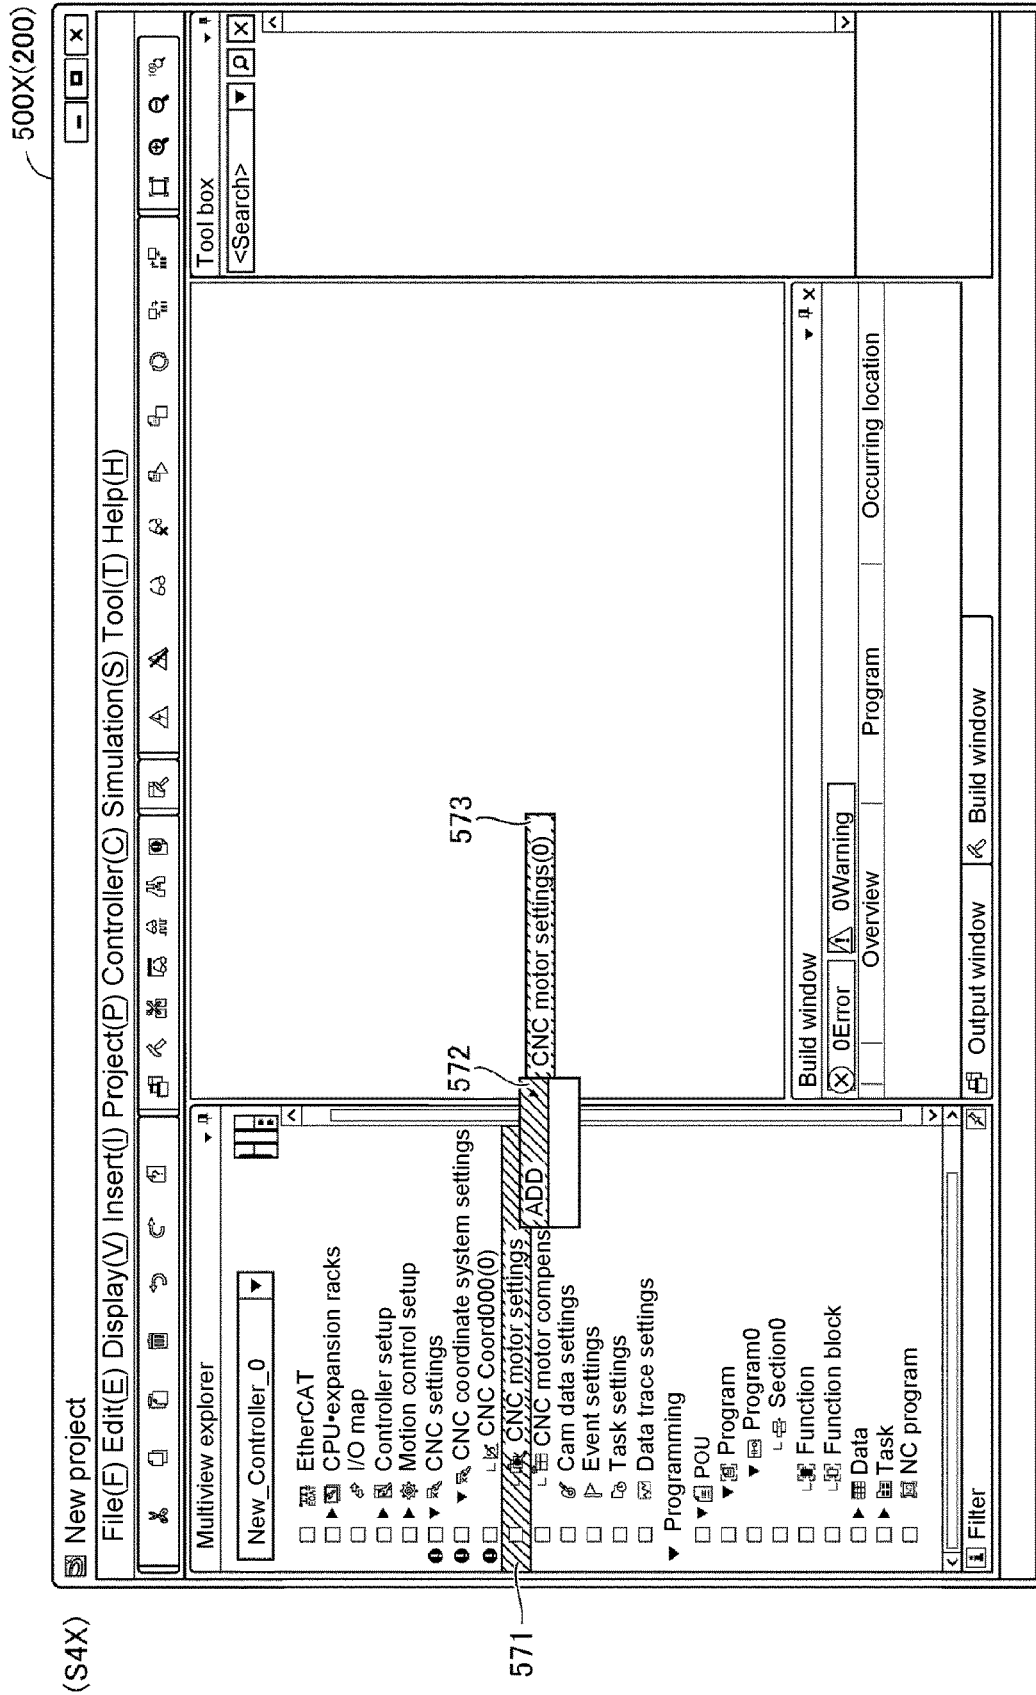 (S4X)
500X(200)
New project
File(F) Edit(E) Display(V) Insert(I) Project(P) Controller(C) Simulation(S) Tool(T) Help(H)
Multiview explorer
New_Controller_0
EtherCAT
CPU•expansion racks
I/O map
Controller setup
Motion control setup
CNC settings
CNC coordinate system settings
CNC Coord000(0)
571
CNC motor settings
CNC motor compens
Cam data settings
Event settings
Task settings
Data trace settings
Programming
POU
Program
Program0
Section0
Function
Function block
Data
Task
NC program
Filter
572
ADD
573
CNC motor settings(0)
Build window
0Error
0Warning
Overview
Program
Occurring location
Output window
Build window
Tool box
<Search>